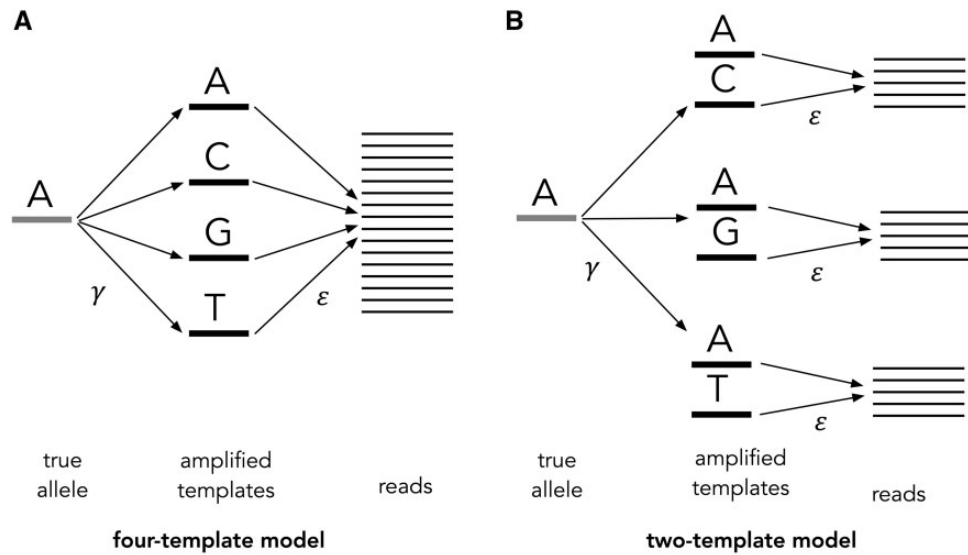 A
A
C
G
T
A
γ
ε
true
allele
amplified
templates
reads
four-template model
B
A
C
ε
A
A
G
γ
ε
A
T
ε
true
allele
amplified
templates
reads
two-template model